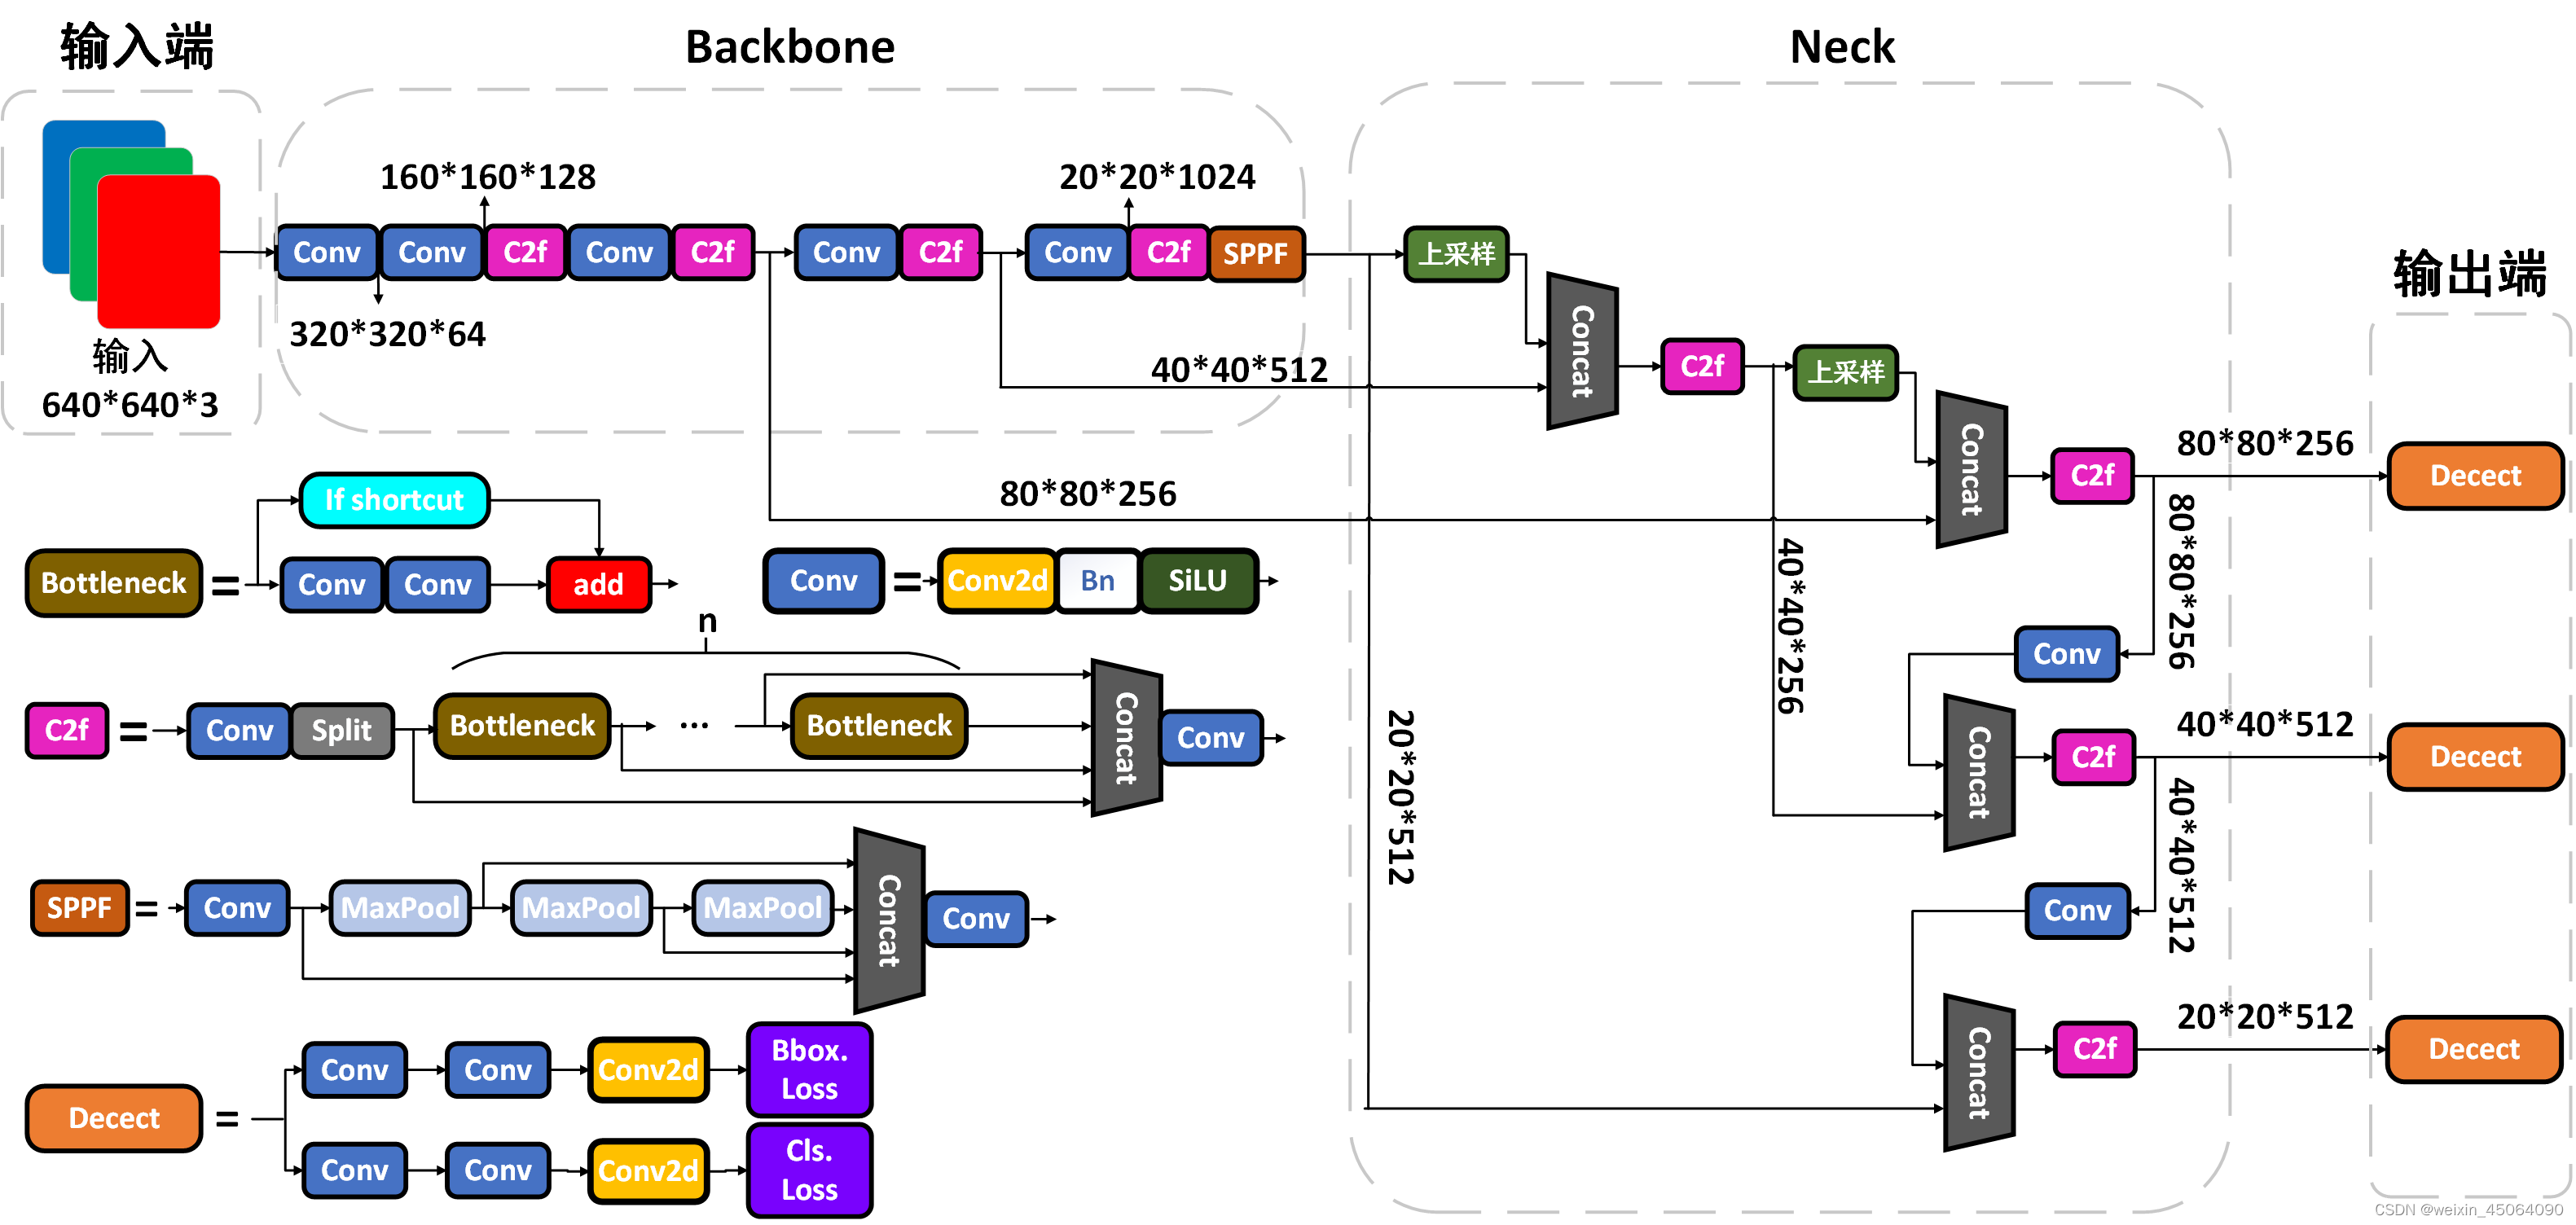 输入端
Backbone
Neck
输出端
输入
640*640*3
160*160*128
20*20*1024
Conv
Conv
C2f
Conv
C2f
Conv
C2f
Conv
C2f
SPPF
上采样
320*320*64
40*40*512
Concat
C2f
上采样
80*80*256
Concat
C2f
80*80*256
Decect
80*80*256
Conv
40*40*256
Concat
C2f
40*40*512
Decect
40*40*512
Conv
20*20*512
Concat
C2f
20*20*512
Decect
If shortcut
Bottleneck
=
Conv
Conv
add
Conv
=
Conv2d
Bn
SiLU
n
C2f
=
Conv
Split
Bottleneck
...
Bottleneck
Concat
Conv
SPPF
=
Conv
MaxPool
MaxPool
MaxPool
Concat
Conv
Decect
=
Conv
Conv
Conv2d
Bbox.
Loss
Conv
Conv
Conv2d
Cls.
Loss
CSDN @weixin_45064090